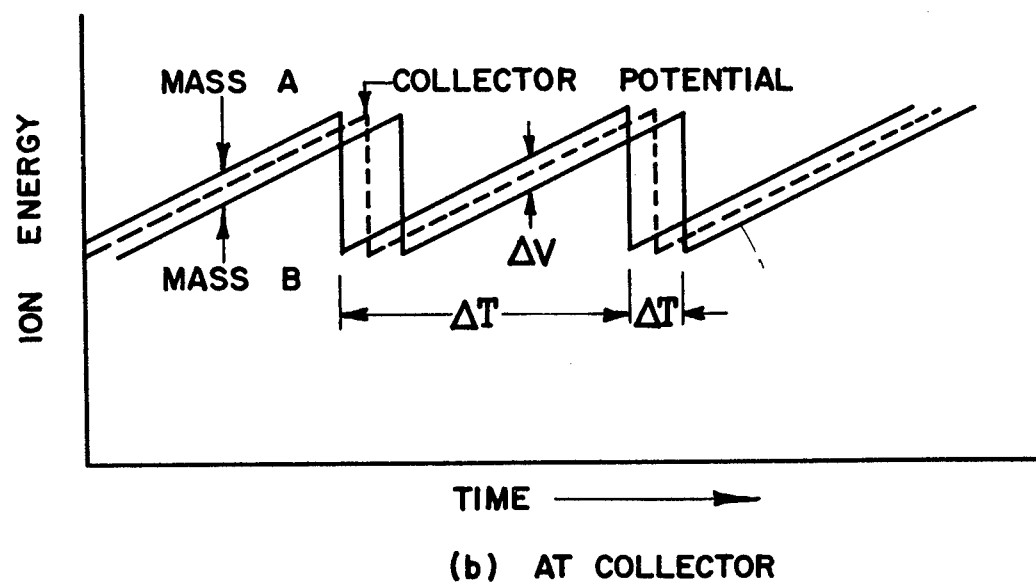 MASS A
COLLECTOR POTENTIAL
ION ENERGY
ΔV
MASS B
ΔT
ΔT
TIME
(b) AT COLLECTOR